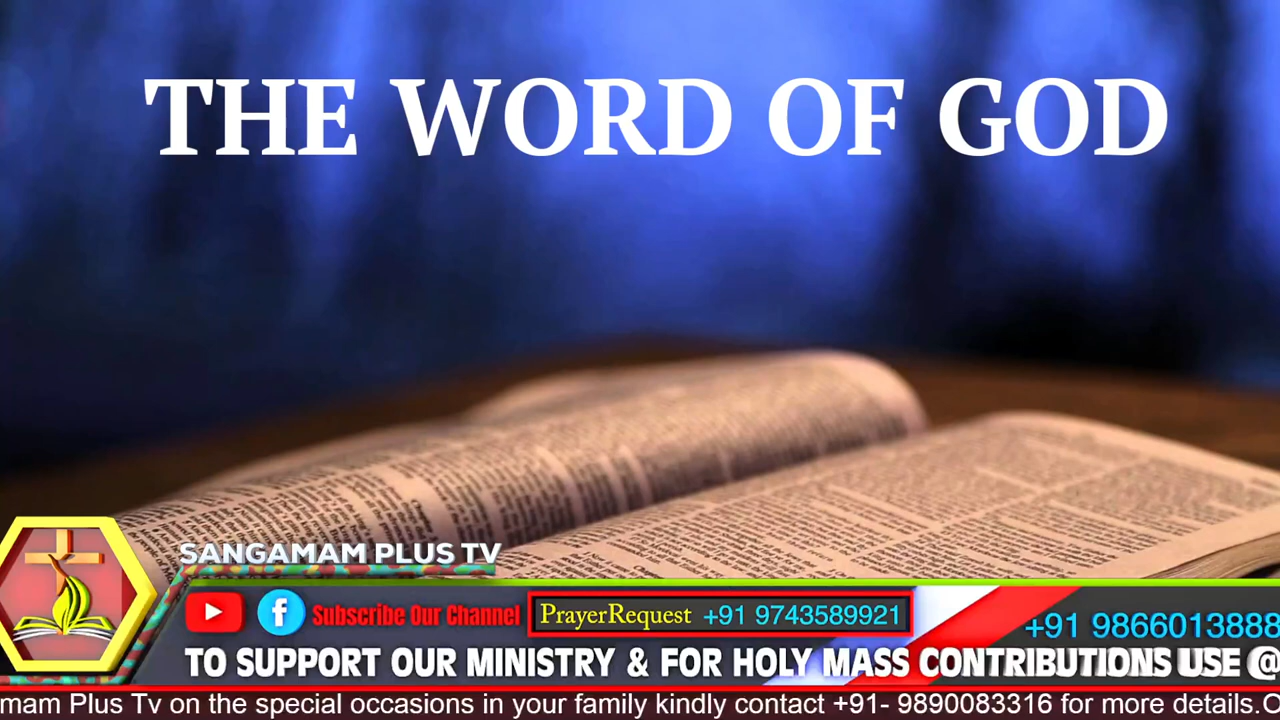 THE WORD OF GOD
SANGAMAM PLUS TV
Subscribe Our Channel
PrayerRequest +91 9743589921
+91 9866013888
TO SUPPORT OUR MINISTRY & FOR HOLY MASS CONTRIBUTIONS USE @
mam Plus Tv on the special occasions in your family kindly contact +91- 9890083316 for more details.C